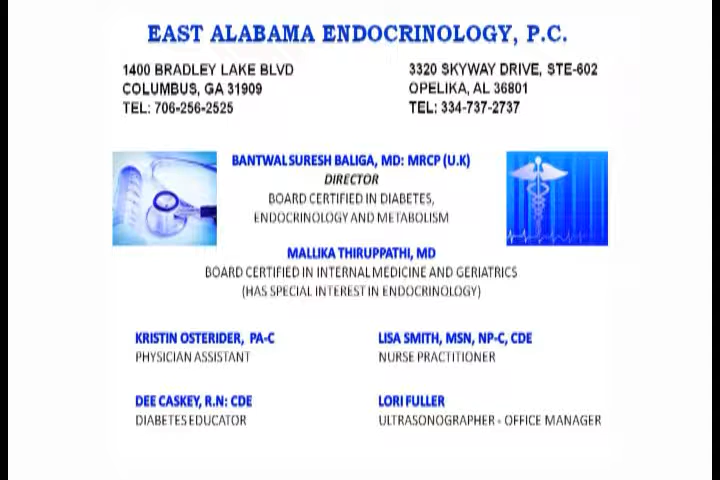 EAST ALABAMA ENDOCRINOLOGY, P.C.
1400 BRADLEY LAKE BLVD
COLUMBUS, GA 31909
TEL: 706-256-2525
3320 SKYWAY DRIVE, STE-602
OPELIKA, AL 36801
TEL: 334-737-2737
BANTWAL SURESH BALIGA, MD: MRCP (U.K)
DIRECTOR
BOARD CERTIFIED IN DIABETES,
ENDOCRINOLOGY AND METABOLISM
MALLIKA THIRUPPATHI, MD
BOARD CERTIFIED IN INTERNAL MEDICINE AND GERIATRICS
(HAS SPECIAL INTEREST IN ENDOCRINOLOGY)
KRISTIN OSTERIDER, PA-C
PHYSICIAN ASSISTANT
LISA SMITH, MSN, NP-C, CDE
NURSE PRACTITIONER
DEE CASKEY, R.N: CDE
DIABETES EDUCATOR
LORI FULLER
ULTRASONOGRAPHER - OFFICE MANAGER